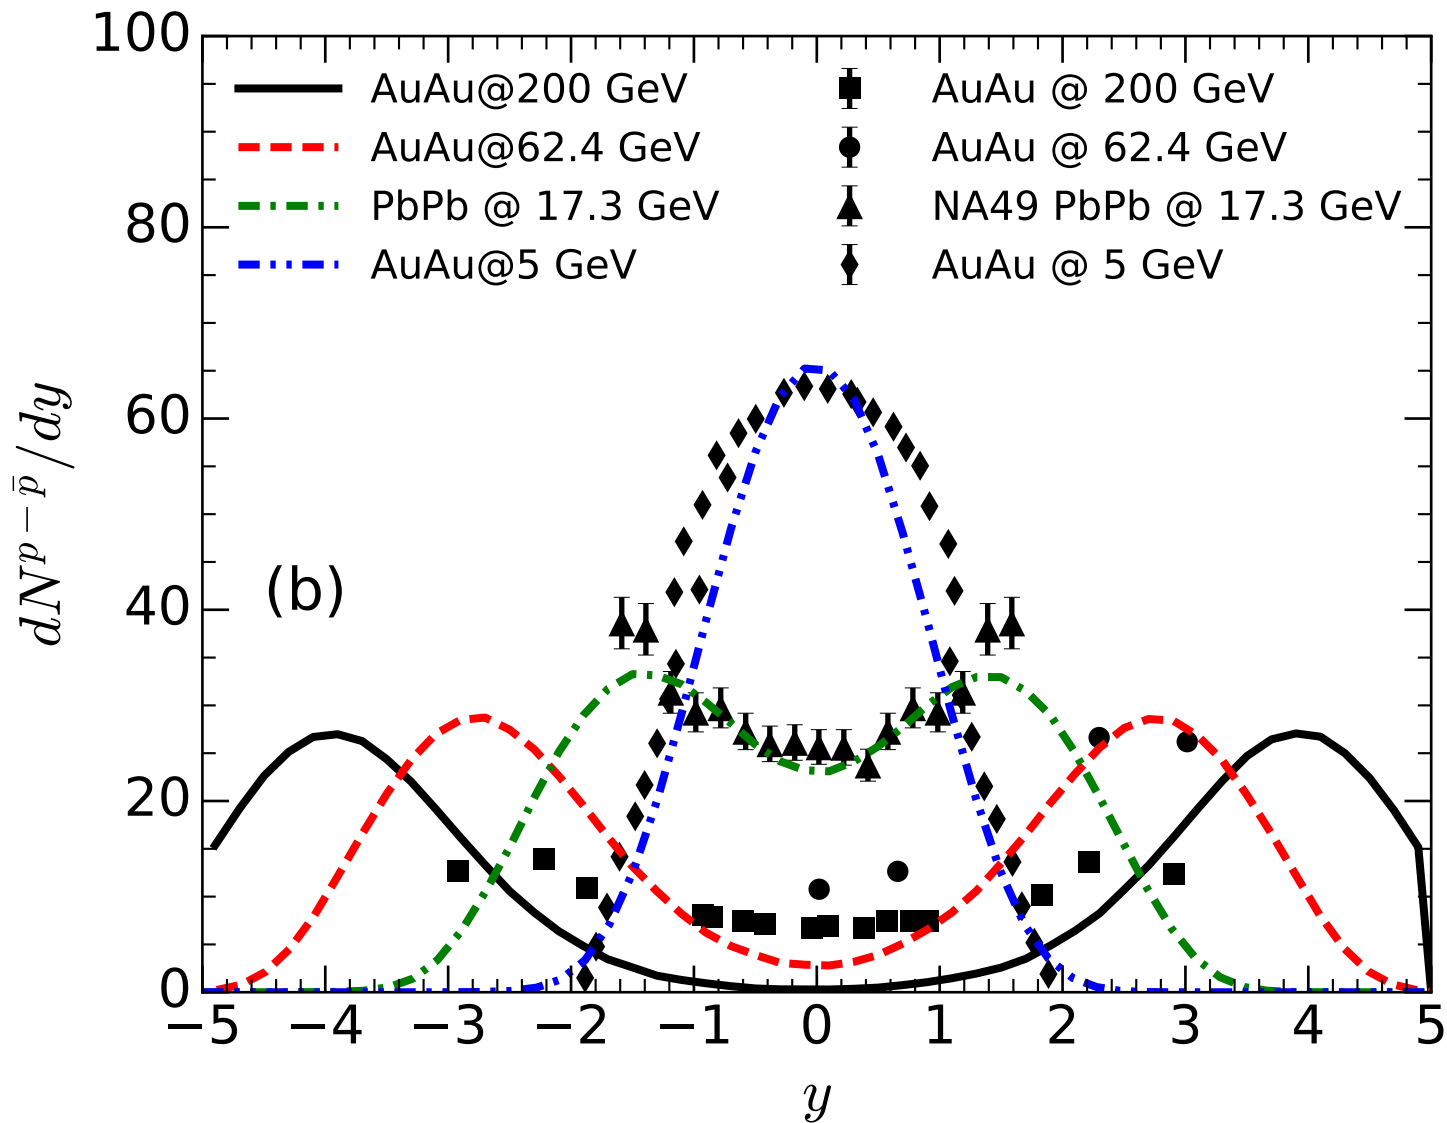 100
80
60
40
20
0
dN^{p−p̄}/dy
AuAu@200 GeV
AuAu@62.4 GeV
PbPb @ 17.3 GeV
AuAu@5 GeV
AuAu @ 200 GeV
AuAu @ 62.4 GeV
NA49 PbPb @ 17.3 GeV
AuAu @ 5 GeV
(b)
−5 −4 −3 −2 −1 0 1 2 3 4 5
y